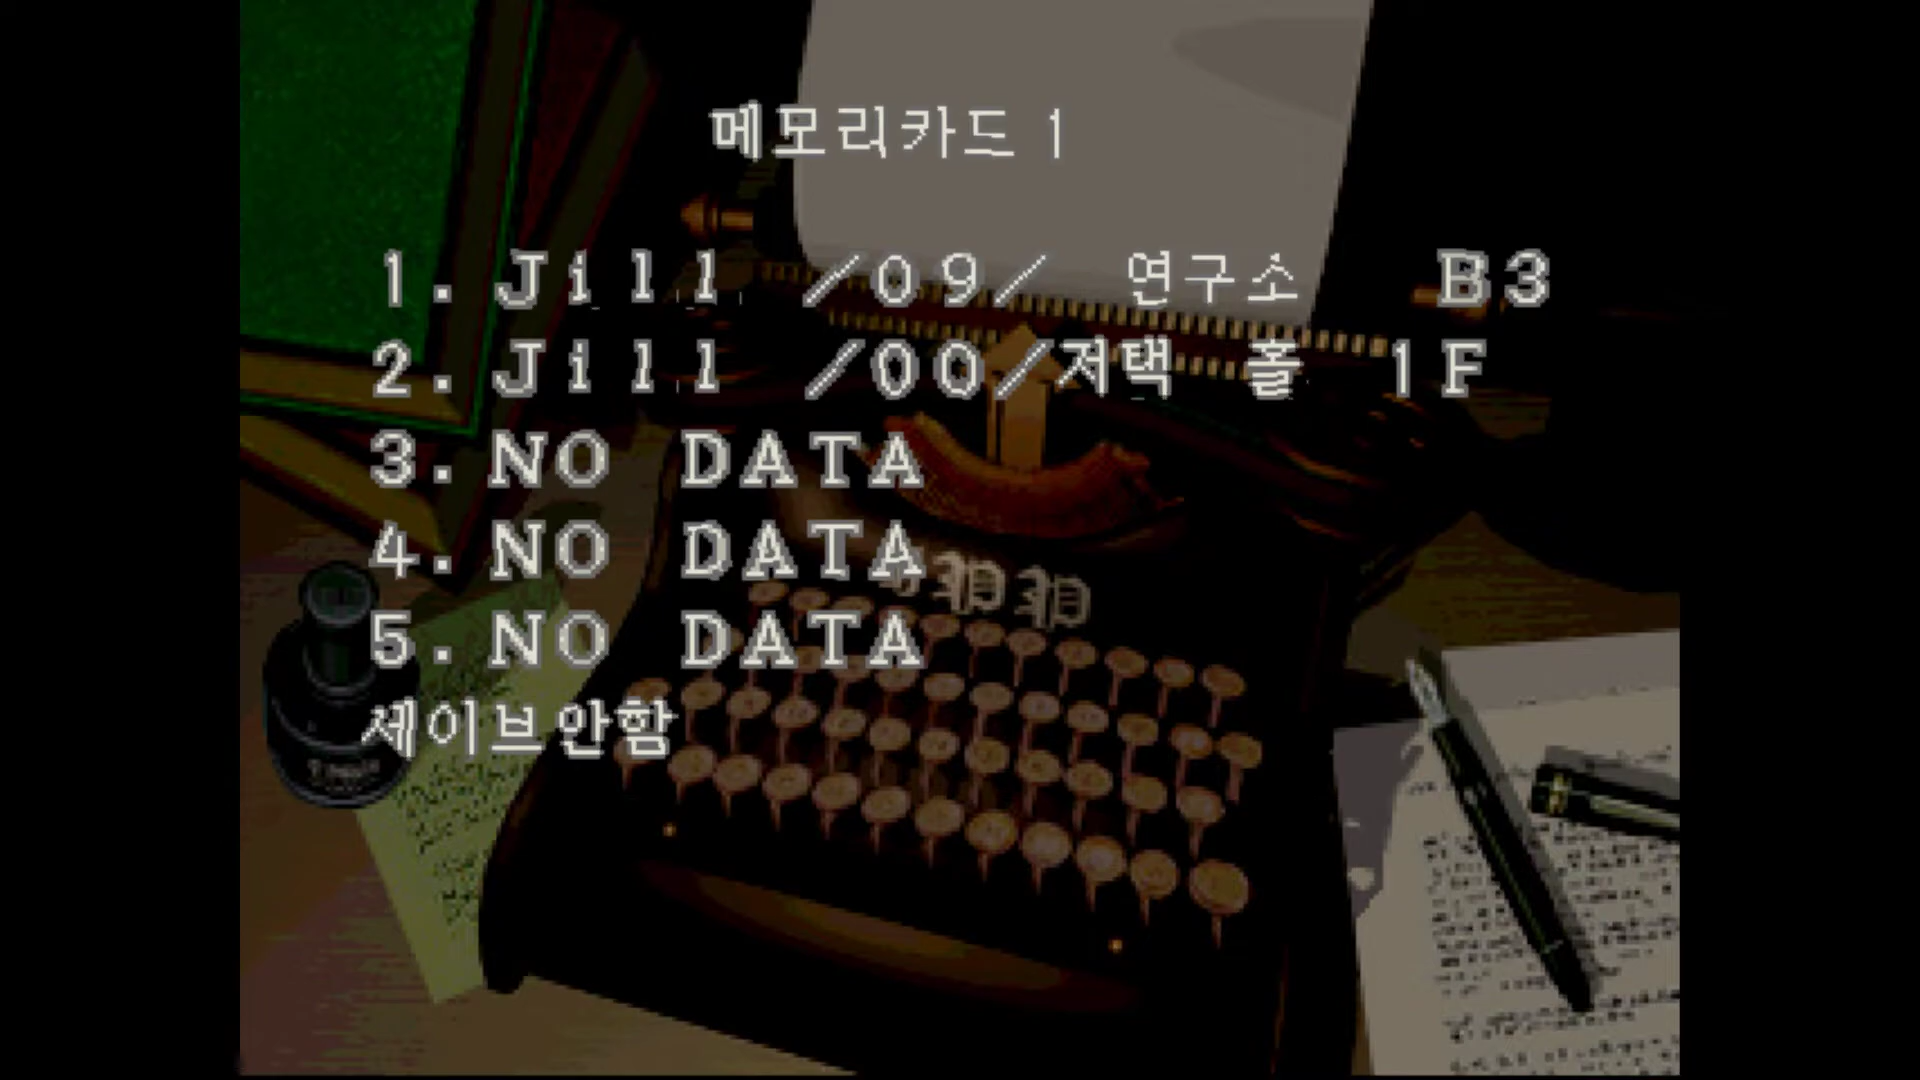 메모리카드 1
1. Jill /09/ 연구소 B3
2. Jill /00/저택 홀 1F
3. NO DATA
4. NO DATA
5. NO DATA
세이브안함